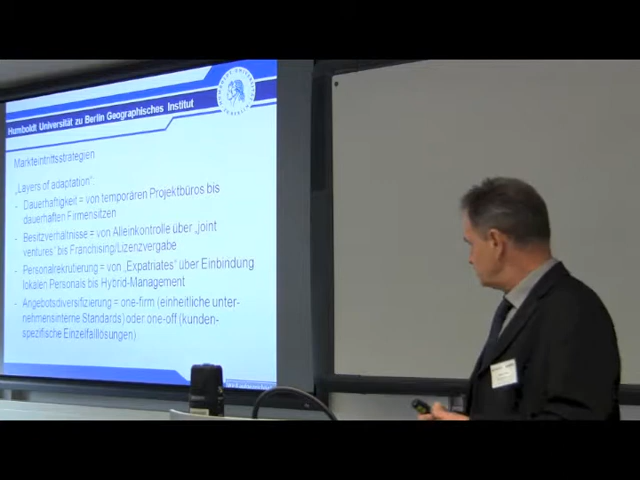 Humboldt Universität zu Berlin Geographisches Institut
Markteintrittsstrategien
„Layers of adaptation“:
- Dauerhaftigkeit = von temporären Projektbüros bis
dauerhaften Firmensitzen
- Besitzverhältnisse = von Alleinkontrolle über „joint
ventures“ bis Franchising/Lizenzvergabe
- Personalrekrutierung = von „Expatriates“ über Einbindung
lokalen Personals bis Hybrid-Management
- Angebotsdiversifizierung = one-firm (einheitliche unter-
nehmensinterne Standards) oder one-off (kunden-
spezifische Einzelfalllösungen)